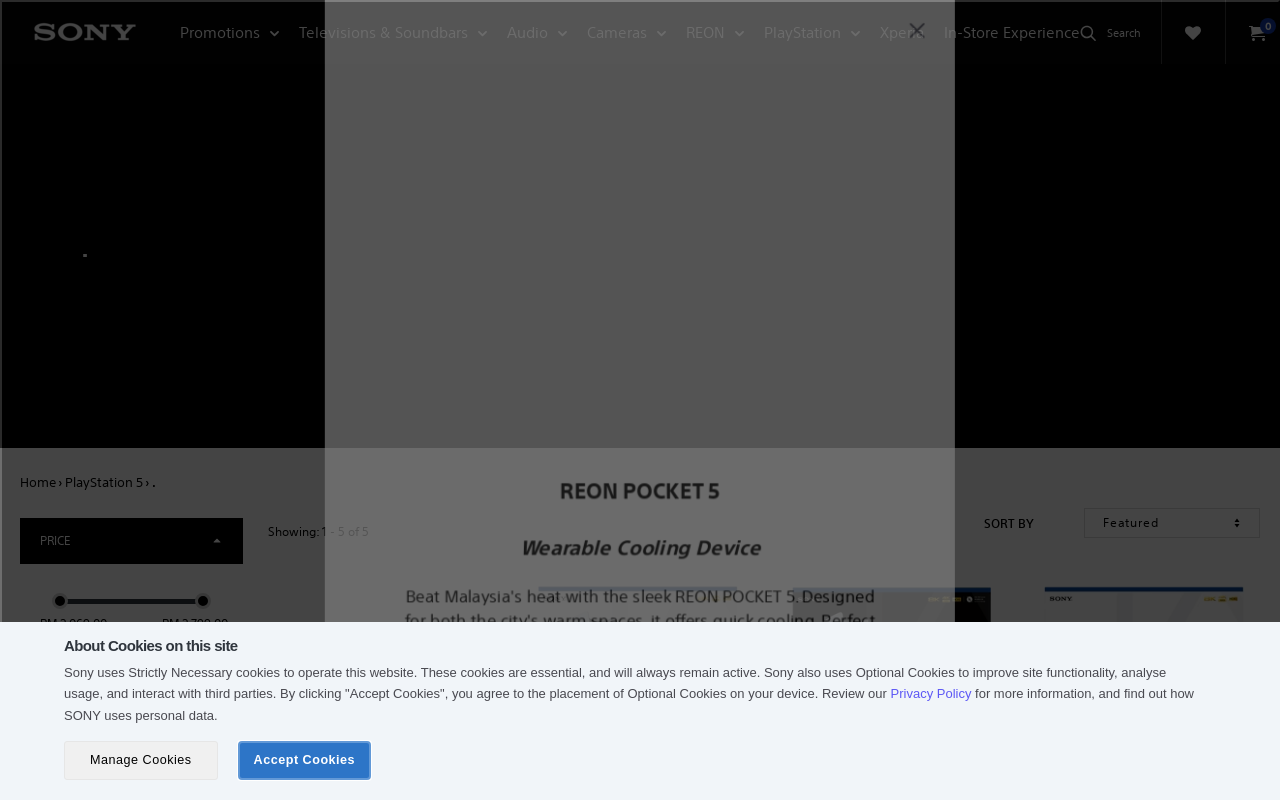 SONY
Promotions
Televisions & Soundbars
Audio
Cameras
REON
PlayStation
Xperia
In-Store Experience
Search
0
Home › PlayStation 5 › .
PRICE
Showing: 1 - 5 of 5
SORT BY
Featured
REON POCKET 5
Wearable Cooling Device
Beat Malaysia's heat with the sleek REON POCKET 5. Designed
for both the city's warm spaces, it offers quick cooling. Perfect
SONY
About Cookies on this site
Sony uses Strictly Necessary cookies to operate this website. These cookies are essential, and will always remain active. Sony also uses Optional Cookies to improve site functionality, analyse
usage, and interact with third parties. By clicking "Accept Cookies", you agree to the placement of Optional Cookies on your device. Review our Privacy Policy for more information, and find out how
SONY uses personal data.
Manage Cookies
Accept Cookies